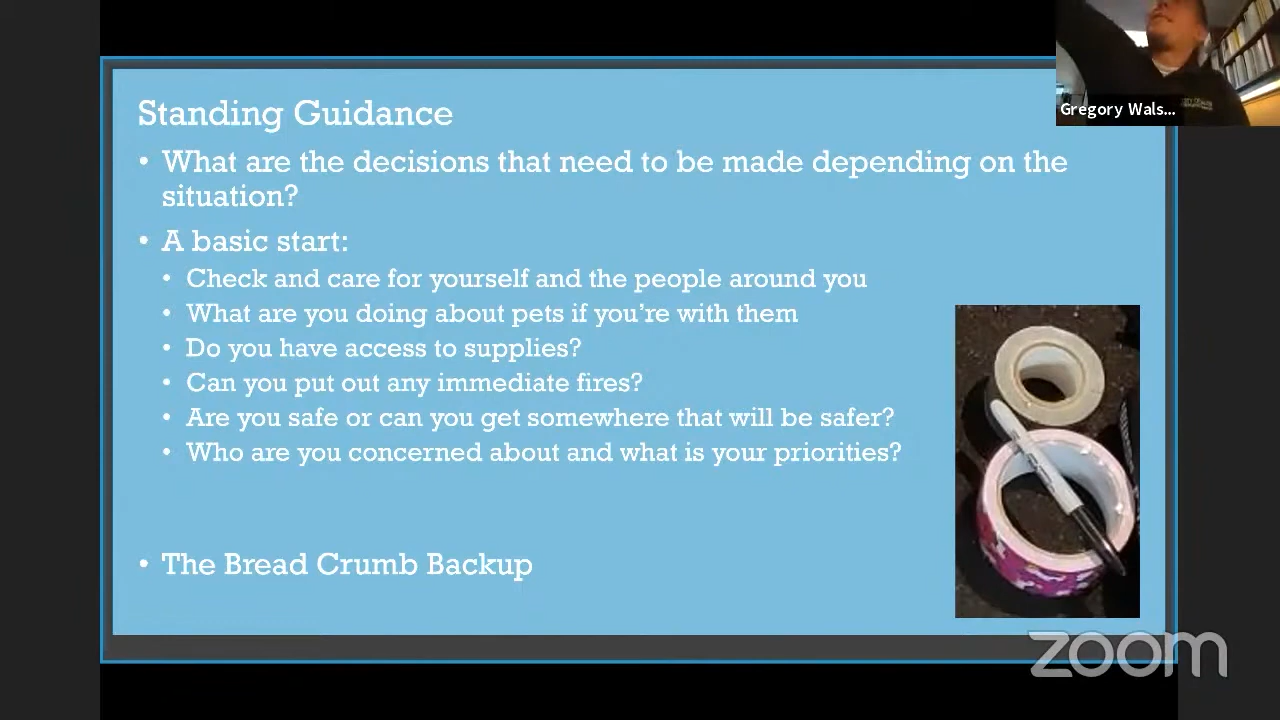 Standing Guidance
• What are the decisions that need to be made depending on the
situation?
• A basic start:
• Check and care for yourself and the people around you
• What are you doing about pets if you're with them
• Do you have access to supplies?
• Can you put out any immediate fires?
• Are you safe or can you get somewhere that will be safer?
• Who are you concerned about and what is your priorities?
• The Bread Crumb Backup
Gregory Wals...
zoom